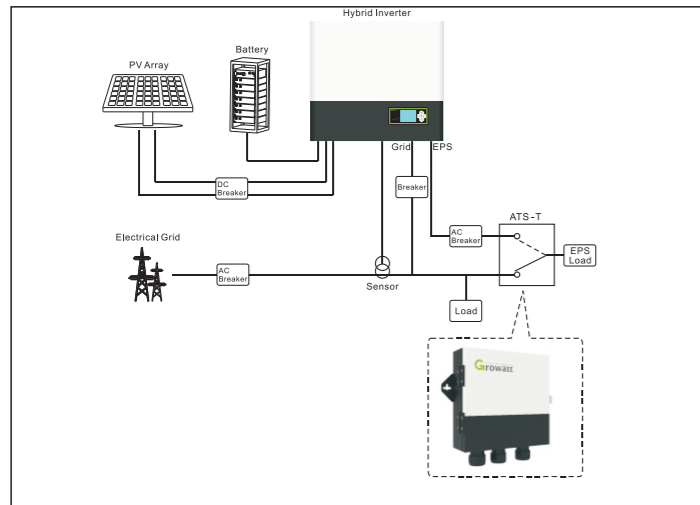 Hybrid Inverter
Battery
PV Array
Grid
EPS
DC
Breaker
Breaker
ATS-T
AC
Breaker
EPS
Load
Electrical Grid
AC
Breaker
Sensor
Load
Growatt